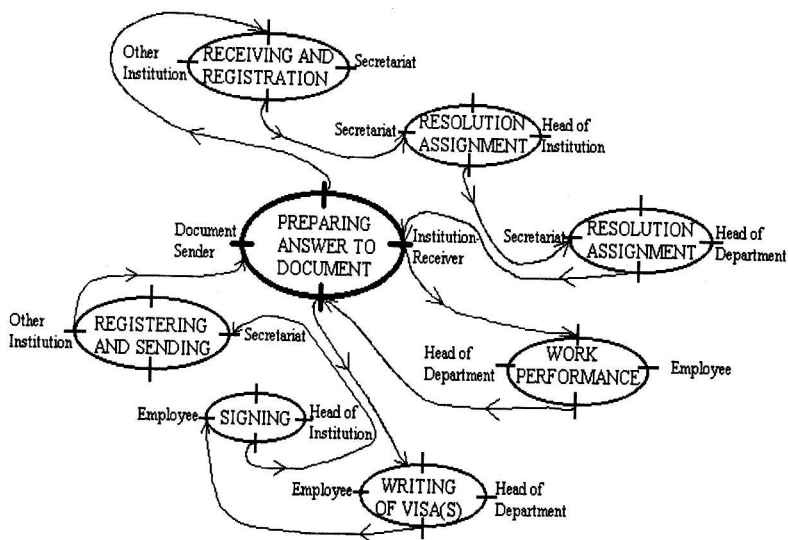 Other
Institution
RECEIVING AND
REGISTRATION
Secretariat
Secretariat
RESOLUTION
ASSIGNMENT
Head of
Institution
Document
Sender
PREPARING
ANSWER TO
DOCUMENT
Institution-
Receiver
Secretariat
RESOLUTION
ASSIGNMENT
Head of
Department
Other
Institution
REGISTERING
AND SENDING
Secretariat
Head of
Department
WORK
PERFORMANCE
Employee
Employee
SIGNING
Head of
Institution
Employee
WRITING
OF VISA(S)
Head of
Department